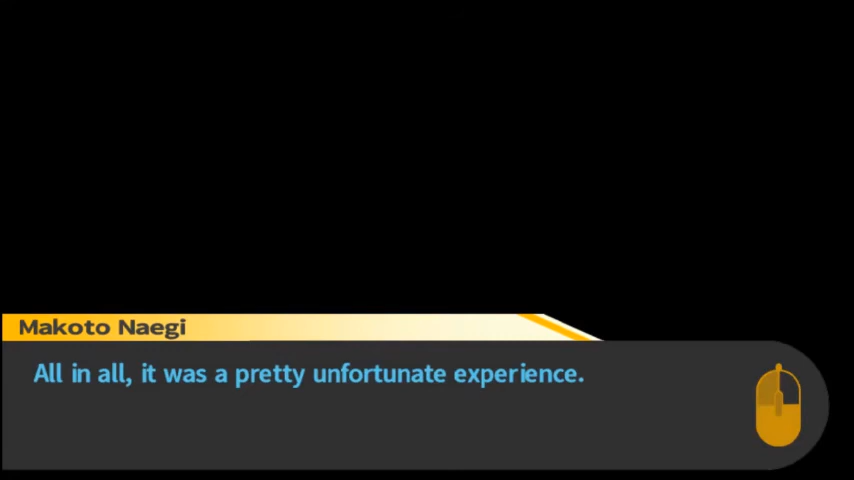 Makoto Naegi
All in all, it was a pretty unfortunate experience.